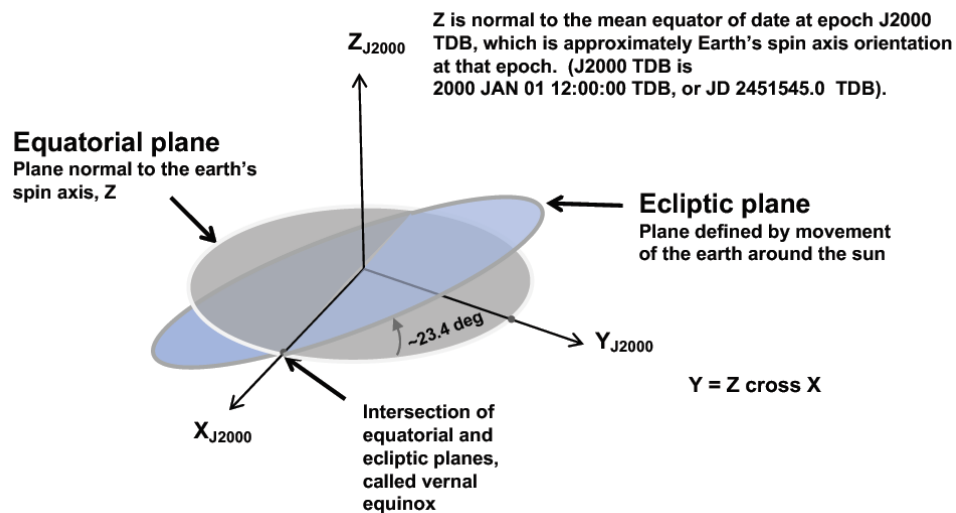 Z is normal to the mean equator of date at epoch J2000
TDB, which is approximately Earth's spin axis orientation
at that epoch.  (J2000 TDB is
2000 JAN 01 12:00:00 TDB, or JD 2451545.0  TDB).
Z_J2000
Equatorial plane
Plane normal to the earth's
spin axis, Z
Ecliptic plane
Plane defined by movement
of the earth around the sun
~23.4 deg
Y_J2000
Y = Z cross X
X_J2000
Intersection of
equatorial and
ecliptic planes,
called vernal
equinox